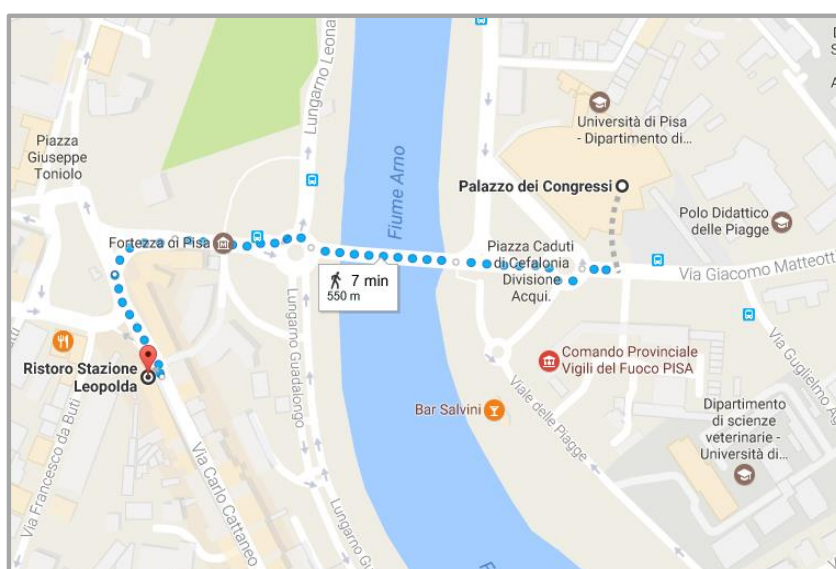 Piazza
Giuseppe
Toniolo
Lungarno Leona
Fiume Arno
Università di Pisa
- Dipartimento di...
Palazzo dei Congressi
Polo Didattico
delle Piagge
Fortezza di Pisa
Piazza Caduti
di Cefalonia
Divisione
Acqui.
Via Giacomo Matteott
7 min
550 m
Lungarno Guadalongo
Ristoro Stazione
Leopolda
Comando Provinciale
Vigili del Fuoco PISA
Via Guglielmo
Bar Salvini
Viale delle Piagge
Dipartimento
di scienze
veterinarie -
Università di...
Via Francesco da Buti
Via Carlo Cattaneo
Lungarno